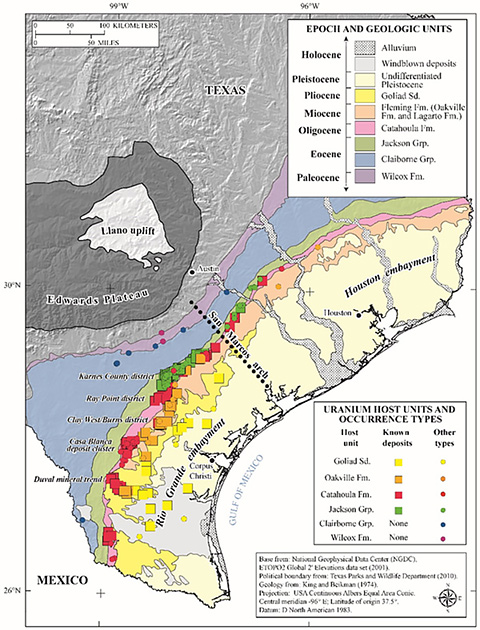 99°W
96°W
0 50 100 KILOMETERS
0 50 MILES
EPOCH AND GEOLOGIC UNITS
Holocene
Alluvium
Windblown deposits
Pleistocene
Undifferentiated
Pleistocene
Pliocene
Goliad Sd.
Miocene
Fleming Fm. (Oakville
Fm. and Lagarto Fm.)
Oligocene
Catahoula Fm.
Eocene
Jackson Grp.
Claiborne Grp.
Paleocene
Wilcox Fm.
TEXAS
Llano uplift
Austin
Edwards Plateau
30°N
30°N
Houston embayment
Houston
San Marcos arch
Karnes County district
Ray Point district
Clay West/Burns district
Casa Blanca
deposit cluster
Duval mineral trend
Rio Grande embayment
Corpus
Christi
GULF OF MEXICO
URANIUM HOST UNITS AND
OCCURRENCE TYPES
Host unit Known deposits Other types
Goliad Sd.
Oakville Fm.
Catahoula Fm.
Jackson Grp.
Claiborne Grp. None
Wilcox Fm. None
Base from: National Geophysical Data Center (NGDC),
ETOPO2 Global 2' Elevations data set (2001).
Political boundary from: Texas Parks and Wildlife Department (2010).
Geology from: King and Beikman (1974).
Projection: USA Continuous Albers Equal Area Conic.
Central meridian -96° E; Latitude of origin 37.5°.
Datum: D North American 1983.
N
MEXICO
26°N
26°N
99°W
96°W